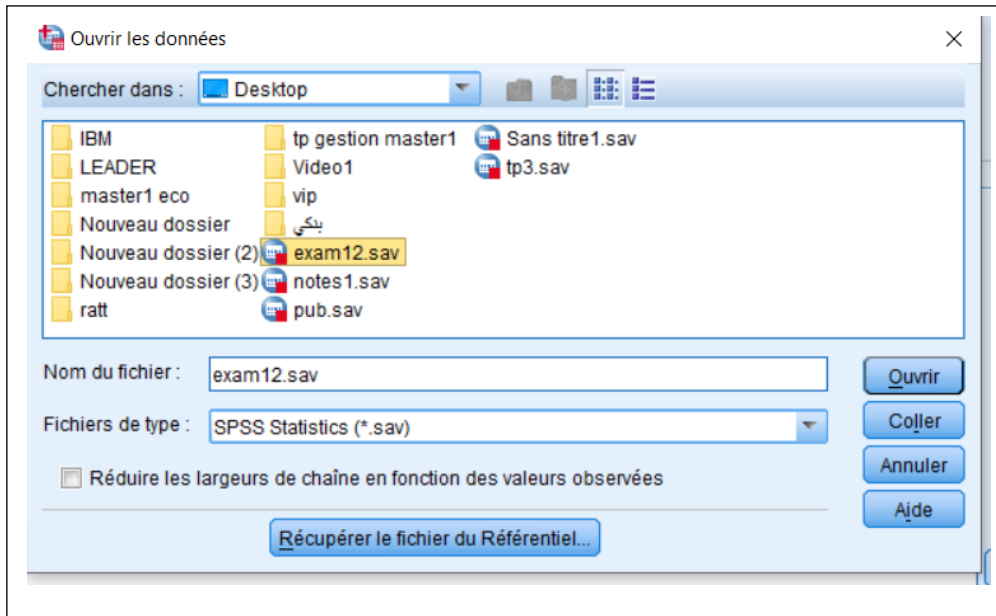 Ouvrir les données
Chercher dans : Desktop
IBM
LEADER
master1 eco
Nouveau dossier
Nouveau dossier (2)
Nouveau dossier (3)
ratt
tp gestion master1
Video1
vip
بنكي
exam12.sav
notes1.sav
pub.sav
Sans titre1.sav
tp3.sav
Nom du fichier : exam12.sav
Fichiers de type : SPSS Statistics (*.sav)
Réduire les largeurs de chaîne en fonction des valeurs observées
Ouvrir
Coller
Annuler
Aide
Récupérer le fichier du Référentiel...